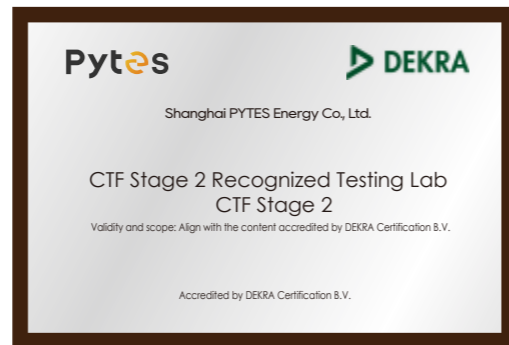 Pytes
DEKRA
Shanghai PYTES Energy Co., Ltd.
CTF Stage 2 Recognized Testing Lab
CTF Stage 2
Validity and scope: Align with the content accredited by DEKRA Certification B.V.
Accredited by DEKRA Certification B.V.